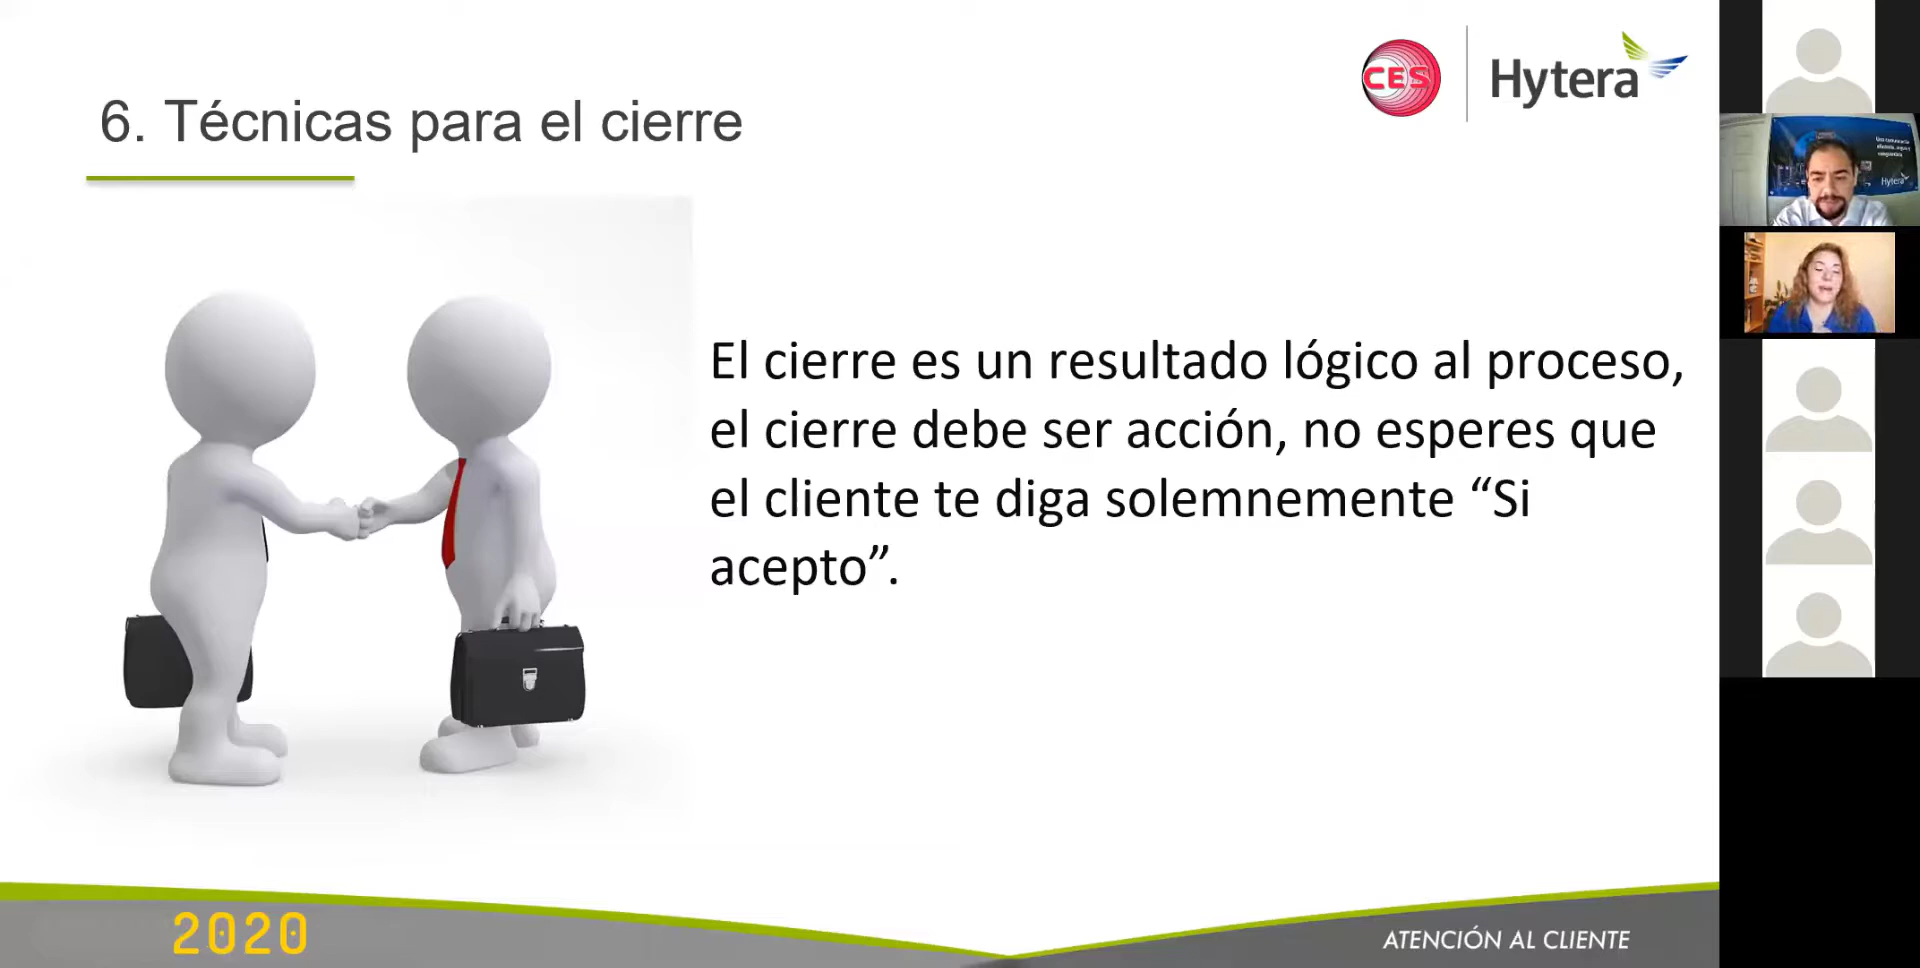 6. Técnicas para el cierre
CES
Hytera
El cierre es un resultado lógico al proceso,
el cierre debe ser acción, no esperes que
el cliente te diga solemnemente “Si
acepto”.
2020
ATENCIÓN AL CLIENTE
Hytera